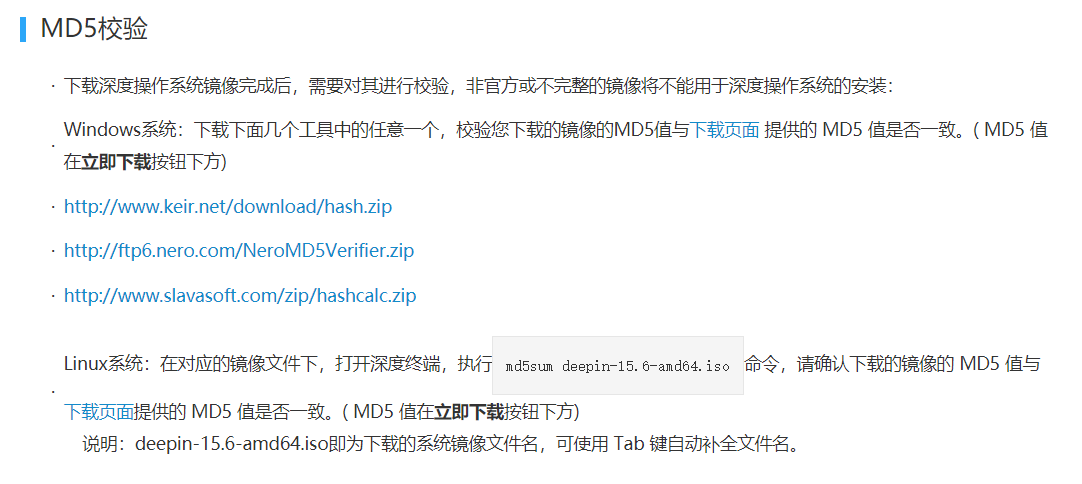 MD5校验
· 下载深度操作系统镜像完成后，需要对其进行校验，非官方或不完整的镜像将不能用于深度操作系统的安装：
· Windows系统：下载下面几个工具中的任意一个，校验您下载的镜像的MD5值与下载页面 提供的 MD5 值是否一致。( MD5 值
在立即下载按钮下方)
· http://www.keir.net/download/hash.zip
· http://ftp6.nero.com/NeroMD5Verifier.zip
· http://www.slavasoft.com/zip/hashcalc.zip
· Linux系统：在对应的镜像文件下，打开深度终端，执行 md5sum deepin-15.6-amd64.iso 命令，请确认下载的镜像的 MD5 值与
下载页面提供的 MD5 值是否一致。( MD5 值在立即下载按钮下方)
说明：deepin-15.6-amd64.iso即为下载的系统镜像文件名，可使用 Tab 键自动补全文件名。